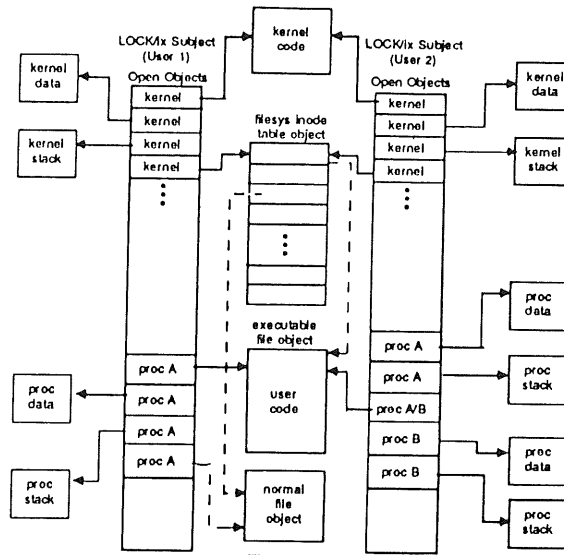 LOCK/ix Subject
(User 1)
Open Objects
kernel
code
LOCK/ix Subject
(User 2)
Open Objects
kernel
data
kernel
stack
kernel
kernel
kernel
kernel
filesys inode
table object
kernel
kernel
kernel
kernel
kernel
data
kernel
stack
executable
file object
user
code
normal
file
object
proc A
proc A
proc A
proc A
proc
data
proc
stack
proc A
proc A
proc A/B
proc B
proc B
proc
data
proc
stack
proc
data
proc
stack